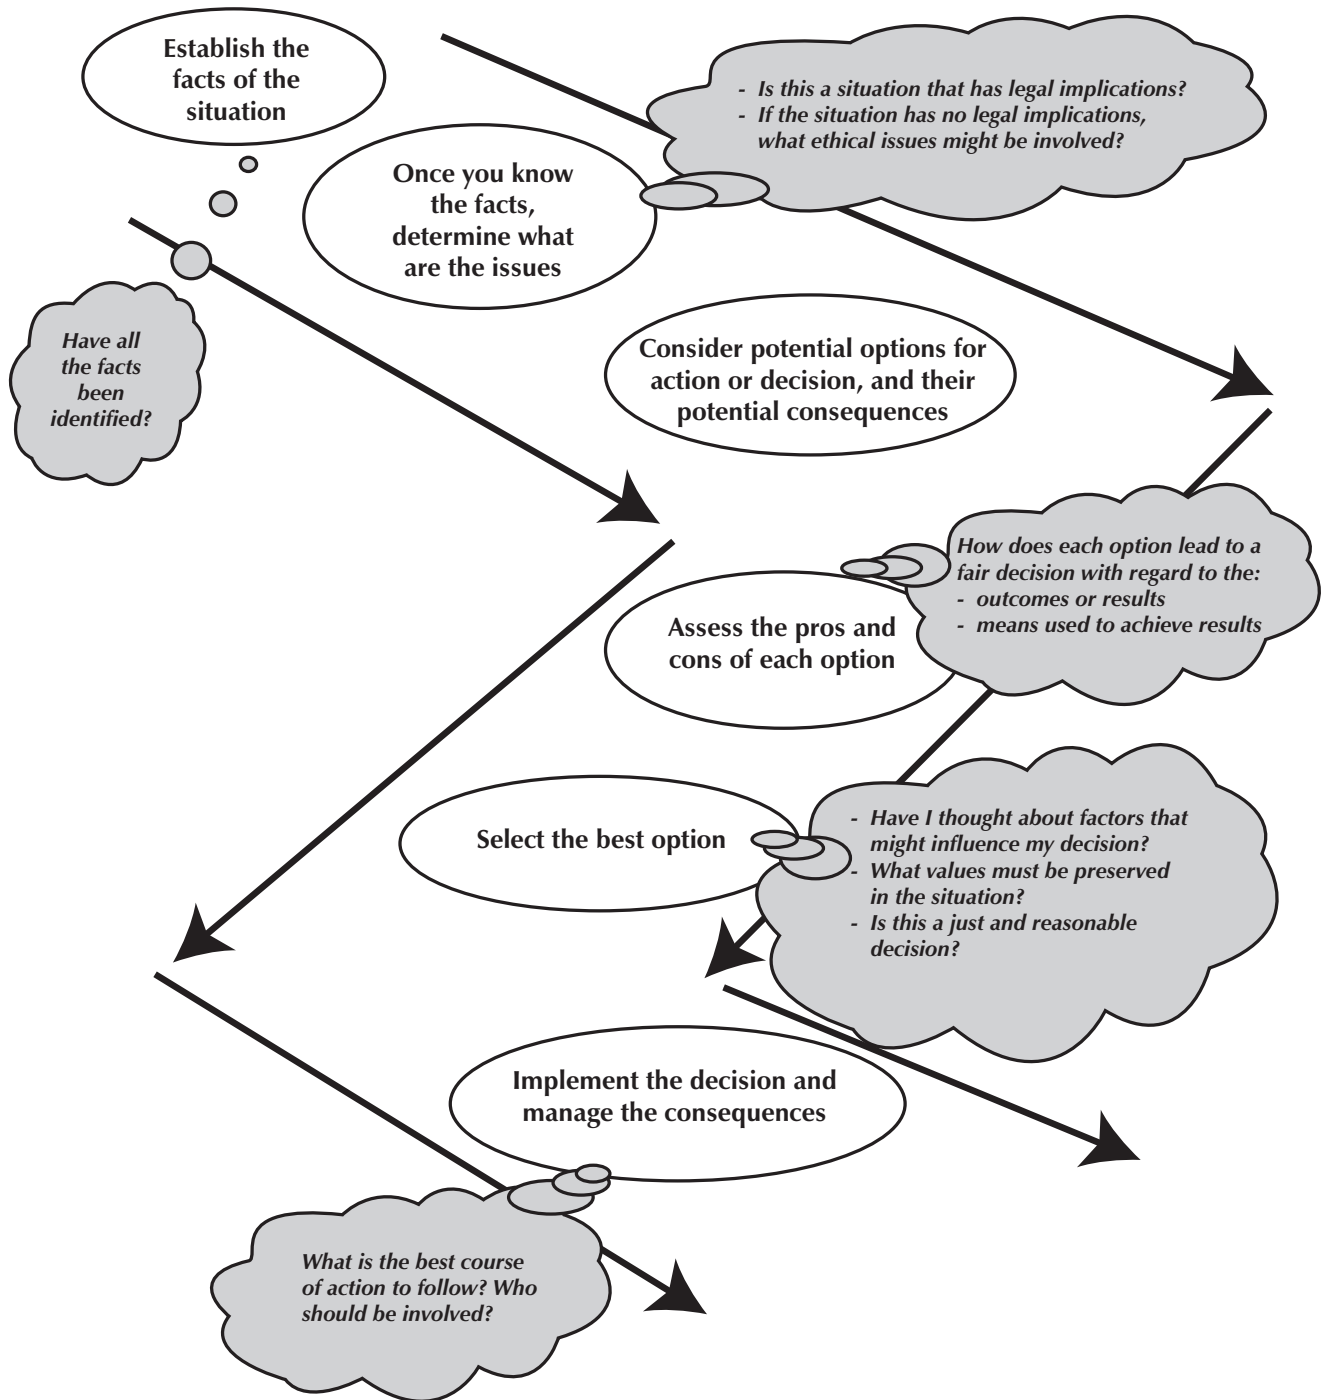 Establish the
facts of the
situation
- Is this a situation that has legal implications?
- If the situation has no legal implications,
what ethical issues might be involved?
Once you know
the facts,
determine what
are the issues
Have all
the facts
been
identified?
Consider potential options for
action or decision, and their
potential consequences
How does each option lead to a
fair decision with regard to the:
- outcomes or results
- means used to achieve results
Assess the pros and
cons of each option
Select the best option
- Have I thought about factors that
might influence my decision?
- What values must be preserved
in the situation?
- Is this a just and reasonable
decision?
Implement the decision and
manage the consequences
What is the best course
of action to follow? Who
should be involved?